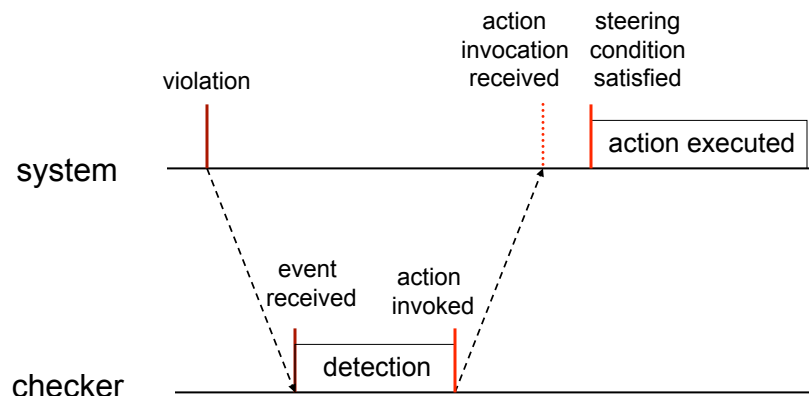 action
invocation
received
steering
condition
satisfied
violation
action executed
system
event
received
action
invoked
detection
checker